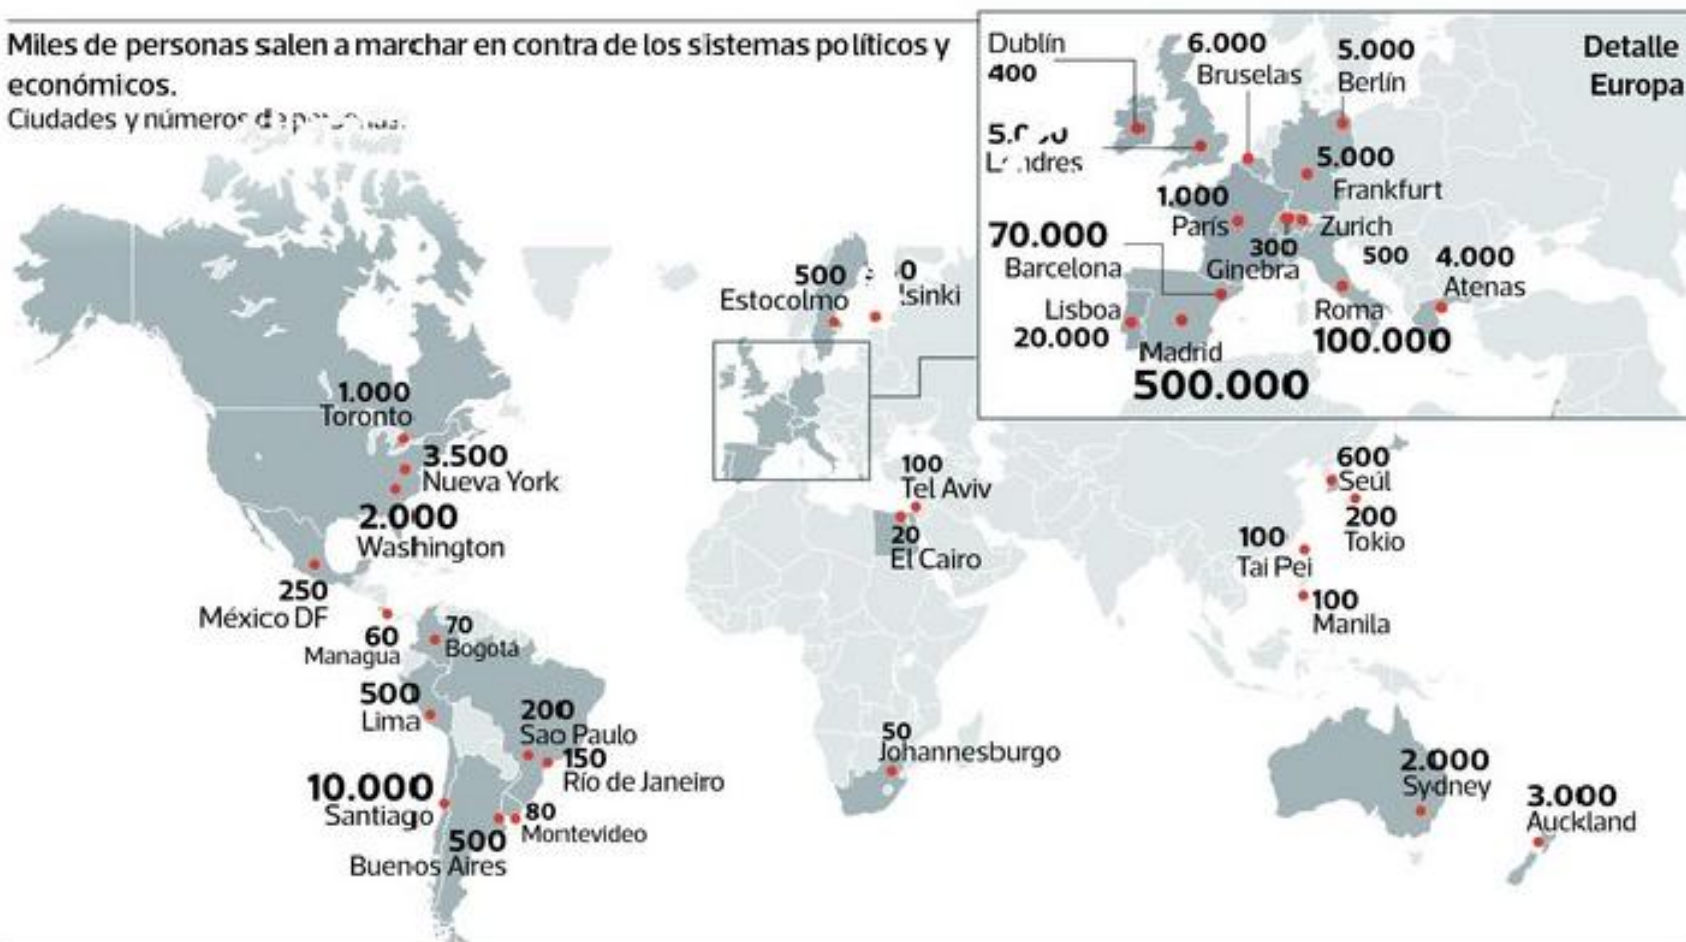 Miles de personas salen a marchar en contra de los sistemas políticos y
económicos.
Ciudades y números de
Detalle
Europa
Dublín
400
6.000
Bruselas
5.000
Berlín
5.000
Frankfurt
1.000
París
300
Ginebra
Zurich
500
70.000
Barcelona
Lisboa
20.000
Madrid
500.000
Roma
100.000
4.000
Atenas
500
Estocolmo
1.000
Toronto
3.500
Nueva York
2.000
Washington
250
México DF
60
Managua
70
Bogotá
500
Lima
200
Sao Paulo
150
Río de Janeiro
10.000
Santiago
80
Montevideo
500
Buenos Aires
100
Tel Aviv
20
El Cairo
50
Johannesburgo
600
Seúl
200
Tokio
100
Tai Pei
100
Manila
2.000
Sydney
3.000
Auckland